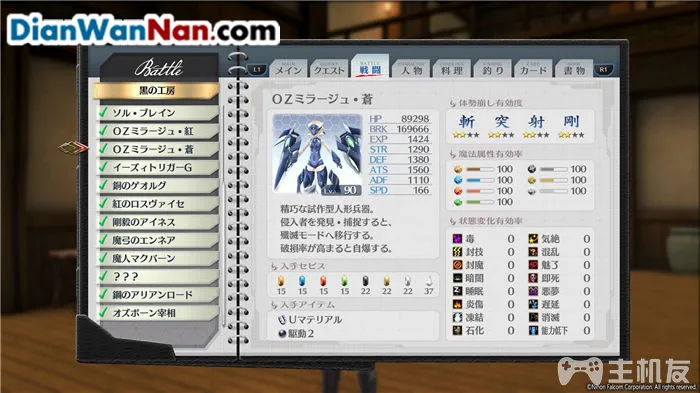 DianWanNan.com
Battle
L1
メイン
クエスト
BATTLE
戦闘
人物
料理
釣り
カード
書物
R1
黒の工房
ソル・ブレイン
OZミラージュ・紅
OZミラージュ・蒼
イーズィトリガーG
鋼のゲオルグ
紅のロスヴァイセ
剛毅のアイネス
魔弓のエンネア
魔人マクバーン
???
鋼のアリアンロード
オズボーン宰相
OZミラージュ・蒼
Lv. 90
HP 89298
BRK 169666
EXP 1424
STR 1290
DEF 1380
ATS 1560
ADF 1110
SPD 166
精巧な試作型人形兵器。
侵入者を発見・捕捉すると、
殲滅モードへ移行する。
破損率が高まると自爆する。
入手セピス
15 15 15 15 22 22 22 37
入手アイテム
Uマテリアル
駆動2
体勢崩し有効度
斬 突 射 剛
魔法属性有効率
100 100
100 100
100 100
100
状態変化有効率
毒 0 気絶 0
封技 0 混乱 0
封魔 0 魅了 0
暗闇 0 即死 0
睡眠 0 悪夢 0
炎傷 0 遅延 0
凍結 0 消滅 0
石化 0 能力低下 0
主机友
©Nihon Falcom Corporation. All rights reserved.